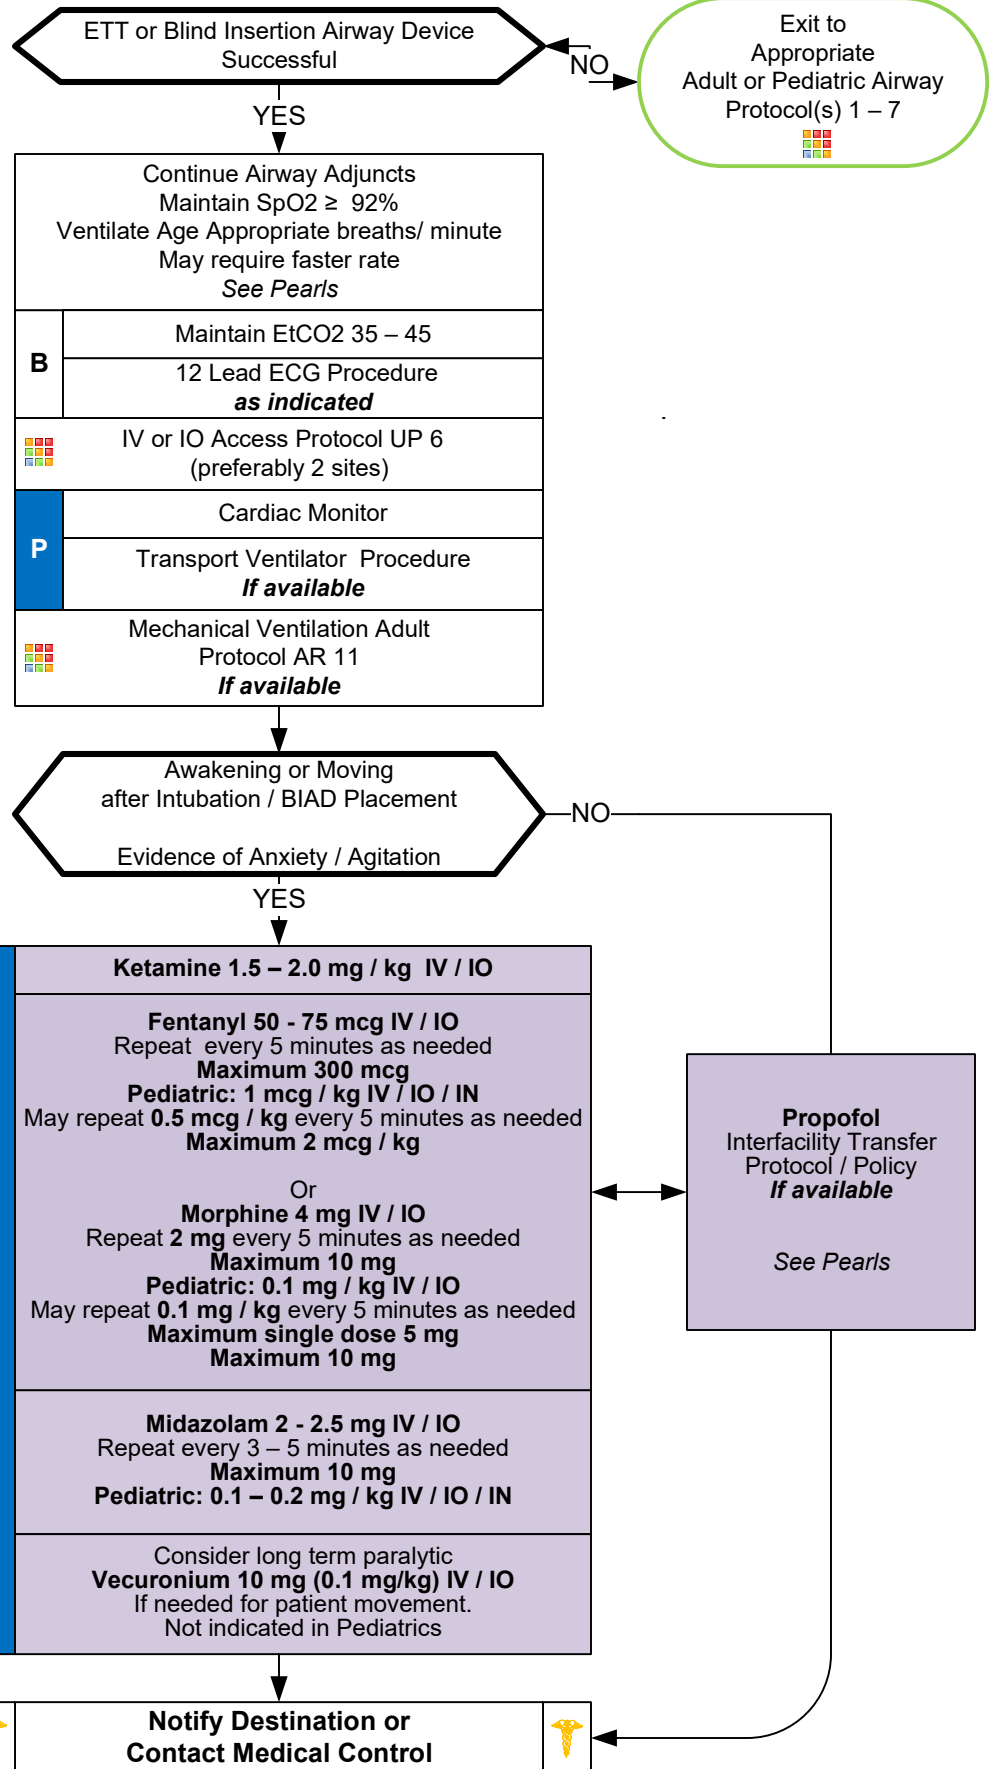 ETT or Blind Insertion Airway Device
Successful
NO
Exit to
Appropriate
Adult or Pediatric Airway
Protocol(s) 1 – 7
YES
Continue Airway Adjuncts
Maintain SpO2 ≥ 92%
Ventilate Age Appropriate breaths/ minute
May require faster rate
See Pearls
B
Maintain EtCO2 35 – 45
12 Lead ECG Procedure
as indicated
IV or IO Access Protocol UP 6
(preferably 2 sites)
P
Cardiac Monitor
Transport Ventilator Procedure
If available
Mechanical Ventilation Adult
Protocol AR 11
If available
Awakening or Moving
after Intubation / BIAD Placement
Evidence of Anxiety / Agitation
NO
YES
Ketamine 1.5 – 2.0 mg / kg IV / IO
Fentanyl 50 - 75 mcg IV / IO
Repeat every 5 minutes as needed
Maximum 300 mcg
Pediatric: 1 mcg / kg IV / IO / IN
May repeat 0.5 mcg / kg every 5 minutes as needed
Maximum 2 mcg / kg
Or
Morphine 4 mg IV / IO
Repeat 2 mg every 5 minutes as needed
Maximum 10 mg
Pediatric: 0.1 mg / kg IV / IO
May repeat 0.1 mg / kg every 5 minutes as needed
Maximum single dose 5 mg
Maximum 10 mg
Midazolam 2 - 2.5 mg IV / IO
Repeat every 3 – 5 minutes as needed
Maximum 10 mg
Pediatric: 0.1 – 0.2 mg / kg IV / IO / IN
Consider long term paralytic
Vecuronium 10 mg (0.1 mg/kg) IV / IO
If needed for patient movement.
Not indicated in Pediatrics
Propofol
Interfacility Transfer
Protocol / Policy
If available
See Pearls
Notify Destination or
Contact Medical Control